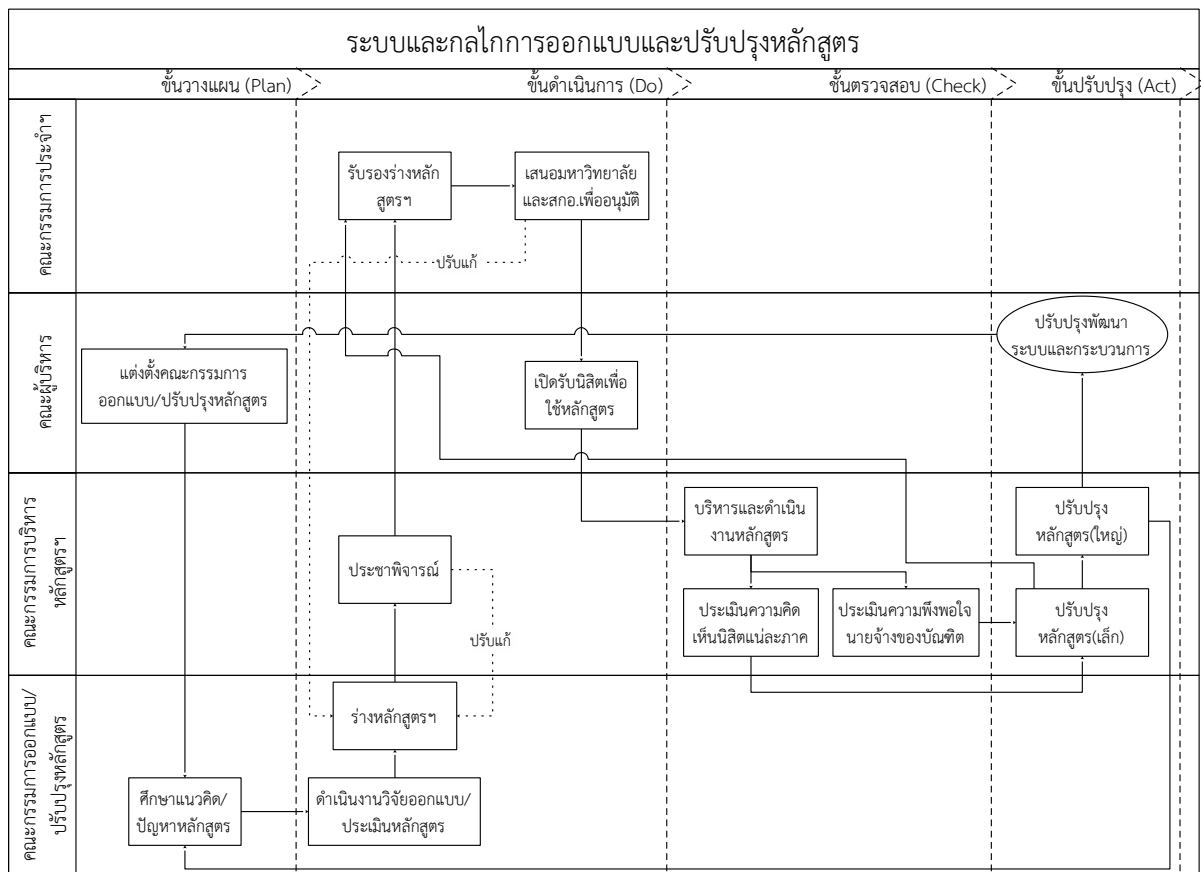 ระบบและกลไกการออกแบบและปรับปรุงหลักสูตร
ขั้นวางแผน (Plan)
ขั้นดำเนินการ (Do)
ชั้นตรวจสอบ (Check)
ขั้นปรับปรุง (Act)
คณะกรรมการประจำฯ
รับรองร่างหลัก
สูตรฯ
เสนอมหาวิทยาลัย
และสกอ.เพื่ออนุมัติ
ปรับแก้
คณะผู้บริหาร
แต่งตั้งคณะกรรมการ
ออกแบบ/ปรับปรุงหลักสูตร
เปิดรับนิสิตเพื่อ
ใช้หลักสูตร
ปรับปรุงพัฒนา
ระบบและกระบวนการ
คณะกรรมการบริหาร
หลักสูตรฯ
ประชาพิจารณ์
ปรับแก้
บริหารและดำเนิน
งานหลักสูตร
ประเมินความคิด
เห็นนิสิตแน่ละภาค
ประเมินความพึงพอใจ
นายจ้างของบัณฑิต
ปรับปรุง
หลักสูตร(ใหญ่)
ปรับปรุง
หลักสูตร(เล็ก)
คณะกรรมการออกแบบ/
ปรับปรุงหลักสูตร
ร่างหลักสูตรฯ
ศึกษาแนวคิด/
ปัญหาหลักสูตร
ดำเนินงานวิจัยออกแบบ/
ประเมินหลักสูตร